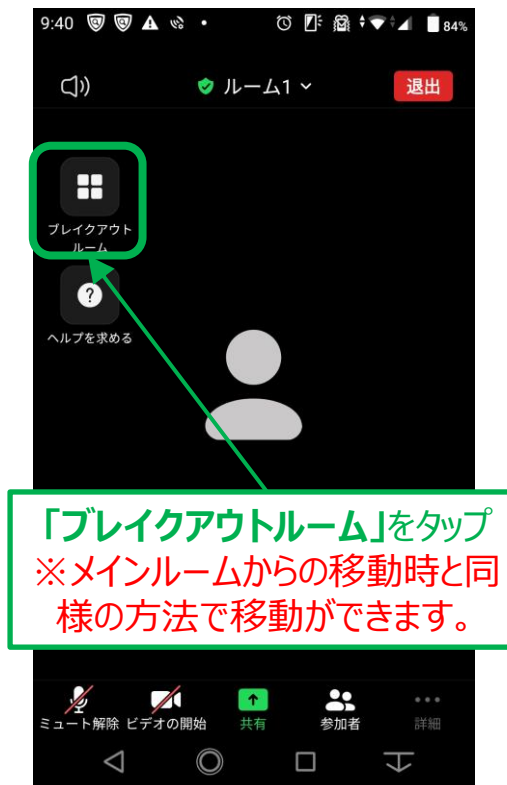 9:40
84%
ルーム1
退出
ブレイクアウト
ルーム
ヘルプを求める
「ブレイクアウトルーム」をタップ
※メインルームからの移動時と同
様の方法で移動ができます。
ミュート解除 ビデオの開始 共有 参加者 詳細